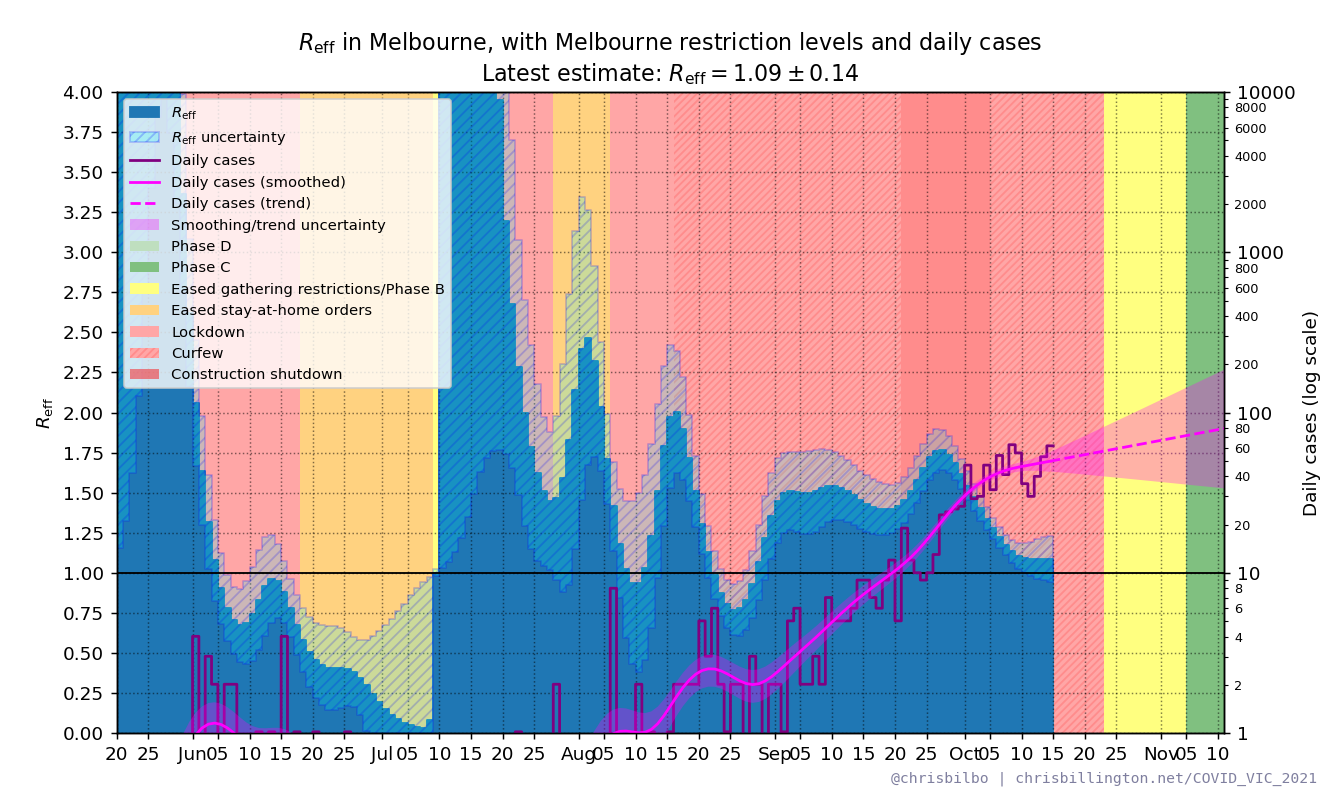 R_eff in Melbourne, with Melbourne restriction levels and daily cases
Latest estimate: R_eff = 1.09 ± 0.14
R_eff
R_eff uncertainty
Daily cases
Daily cases (smoothed)
Daily cases (trend)
Smoothing/trend uncertainty
Phase D
Phase C
Eased gathering restrictions/Phase B
Eased stay-at-home orders
Lockdown
Curfew
Construction shutdown
R_eff
4.00
3.75
3.50
3.25
3.00
2.75
2.50
2.25
2.00
1.75
1.50
1.25
1.00
0.75
0.50
0.25
0.00
10000
8000
6000
4000
2000
1000
800
600
400
200
100
80
60
40
20
10
8
6
4
2
1
Daily cases (log scale)
20 25 Jun 05 10 15 20 25 Jul 05 10 15 20 25 Aug 05 10 15 20 25 Sep 05 10 15 20 25 Oct 05 10 15 20 25 Nov 05 10
@chrisbilbo | chrisbillington.net/COVID_VIC_2021